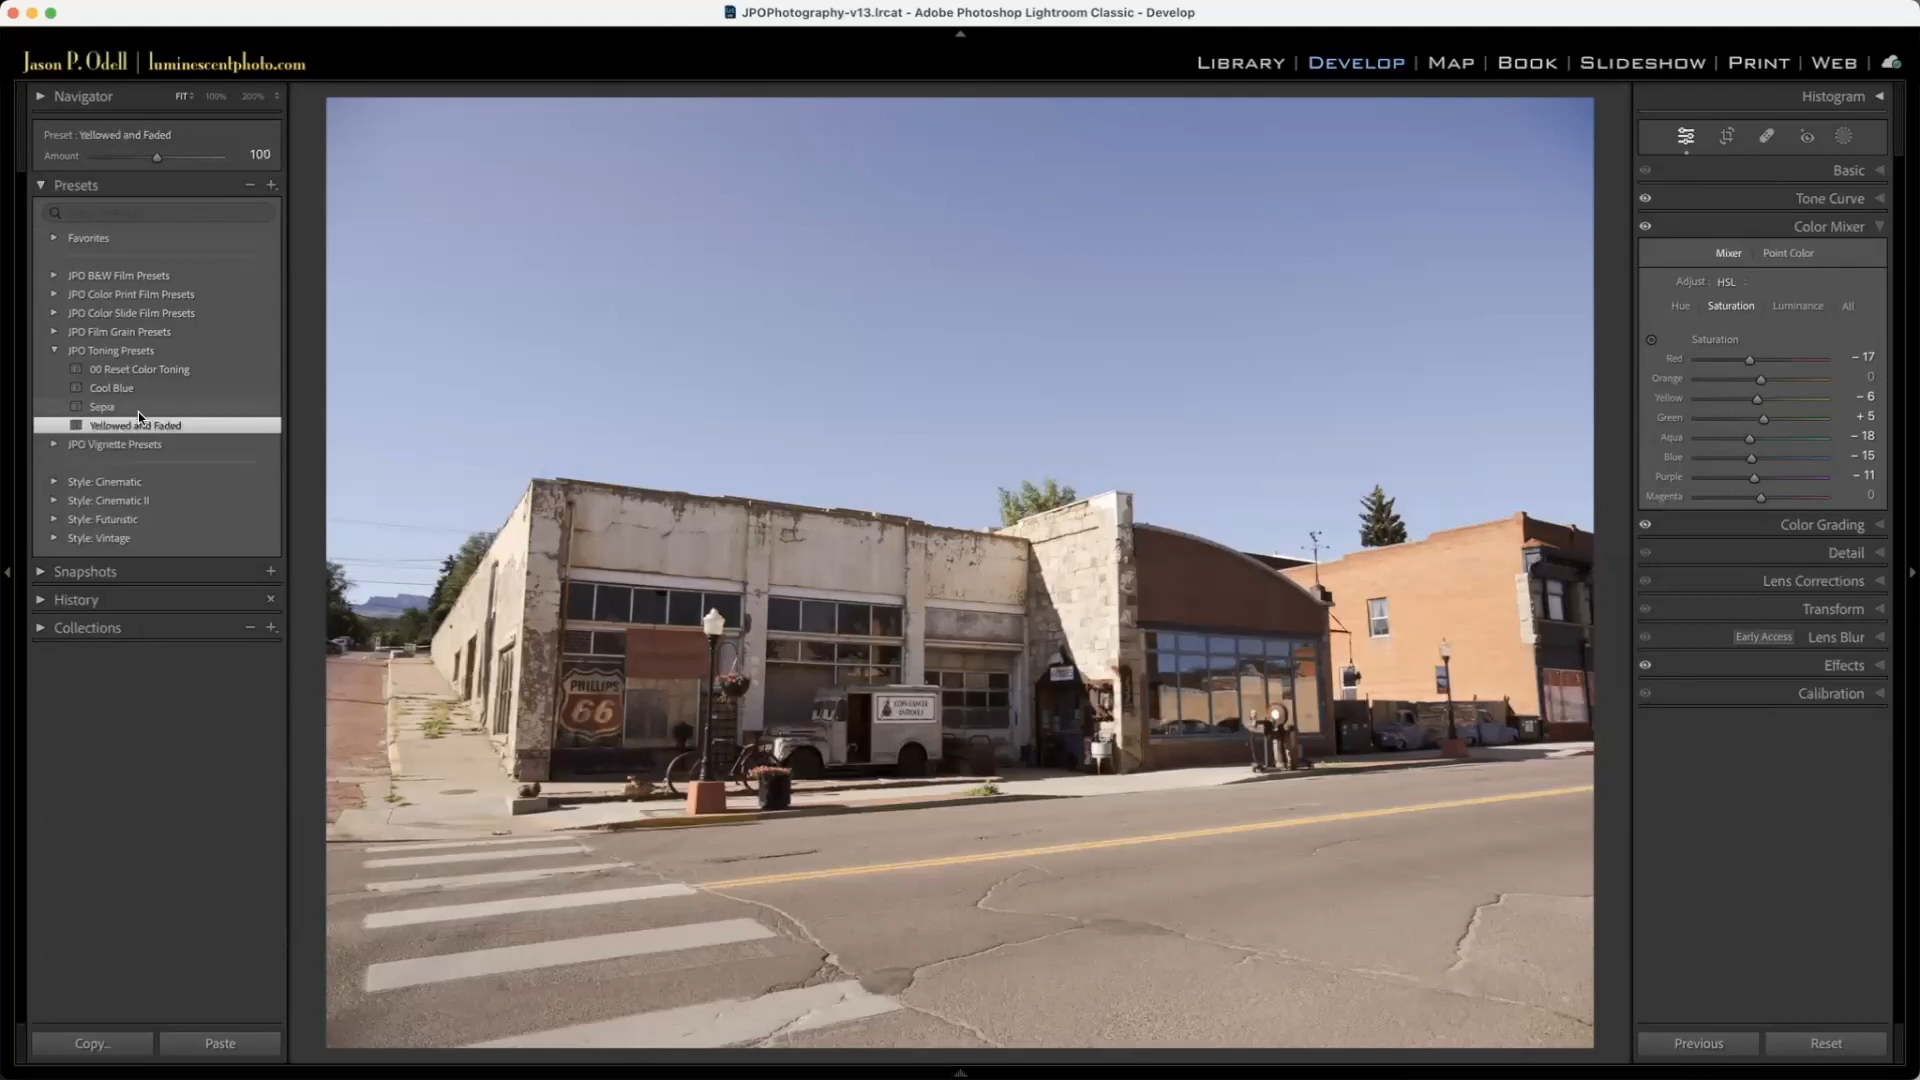 JPOPhotography-v13.lrcat - Adobe Photoshop Lightroom Classic - Develop
Jason P. Odell | luminescentphoto.com
LIBRARY | DEVELOP | MAP | BOOK | SLIDESHOW | PRINT | WEB
Navigator FIT 100% 200%
Preset : Yellowed and Faded
Amount 100
Presets
Favorites
JPO B&W Film Presets
JPO Color Print Film Presets
JPO Color Slide Film Presets
JPO Film Grain Presets
JPO Toning Presets
00 Reset Color Toning
Cool Blue
Sepia
Yellowed and Faded
JPO Vignette Presets
Style: Cinematic
Style: Cinematic II
Style: Futuristic
Style: Vintage
Snapshots
History
Collections
Copy...
Paste
PHILLIPS
66
Histogram
Basic
Tone Curve
Color Mixer
Mixer Point Color
Adjust : HSL
Hue Saturation Luminance All
Saturation
Red - 17
Orange 0
Yellow - 6
Green + 5
Aqua - 18
Blue - 15
Purple - 11
Magenta 0
Color Grading
Detail
Lens Corrections
Transform
Early Access Lens Blur
Effects
Calibration
Previous
Reset